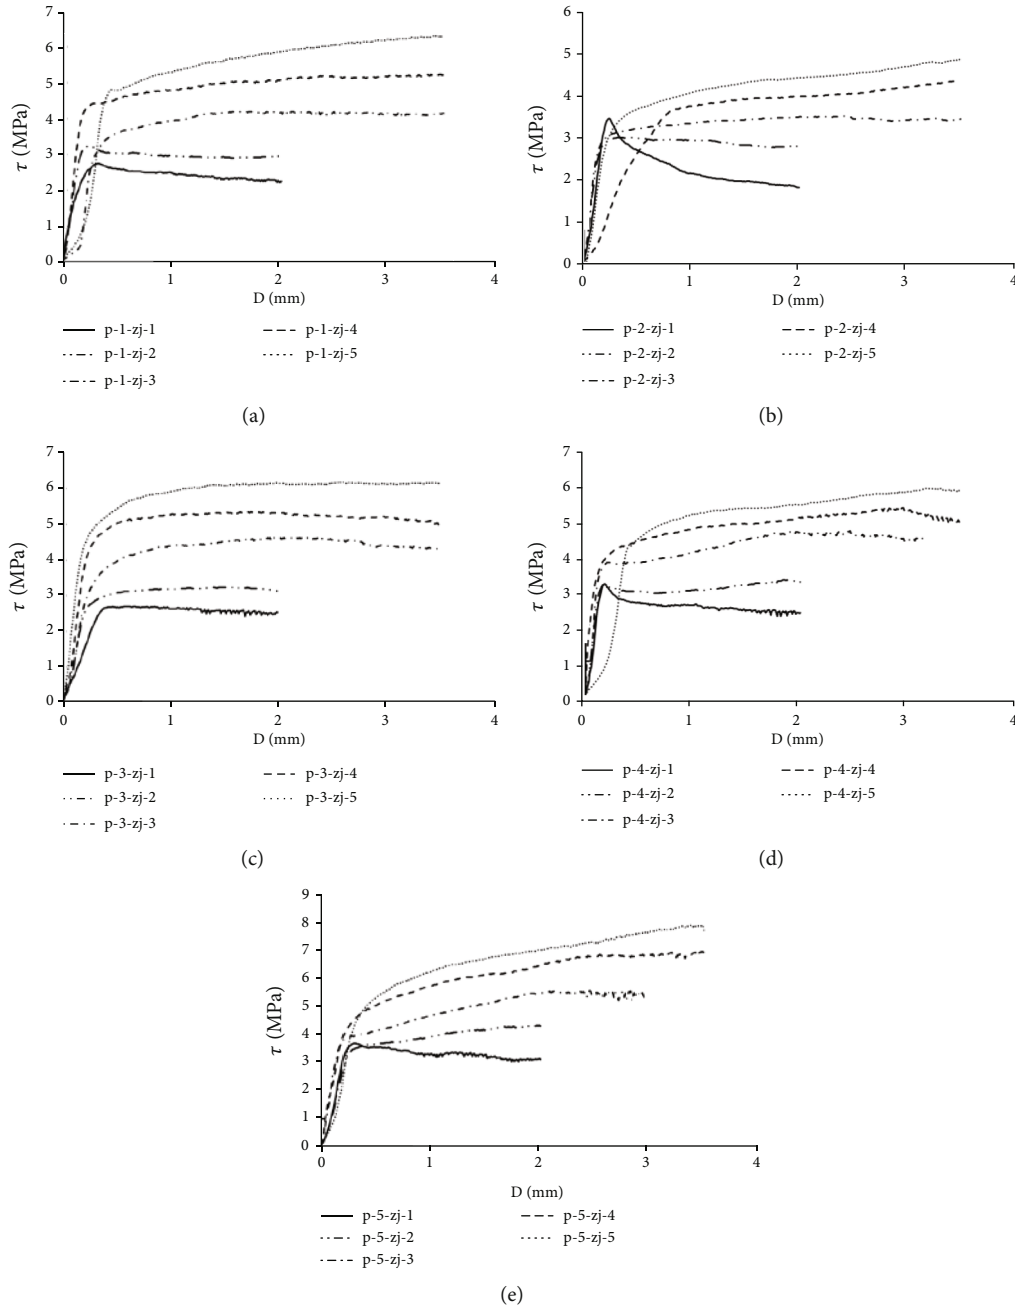 7
6
5
4
3
2
1
0
τ (MPa)
0 1 2 3 4
D (mm)
p-1-zj-1
p-1-zj-2
p-1-zj-3
p-1-zj-4
p-1-zj-5
(a)
6
5
4
3
2
1
0
τ (MPa)
0 1 2 3 4
D (mm)
p-2-zj-1
p-2-zj-2
p-2-zj-3
p-2-zj-4
p-2-zj-5
(b)
7
6
5
4
3
2
1
0
τ (MPa)
0 1 2 3 4
D (mm)
p-3-zj-1
p-3-zj-2
p-3-zj-3
p-3-zj-4
p-3-zj-5
(c)
7
6
5
4
3
2
1
0
τ (MPa)
0 1 2 3 4
D (mm)
p-4-zj-1
p-4-zj-2
p-4-zj-3
p-4-zj-4
p-4-zj-5
(d)
9
8
7
6
5
4
3
2
1
0
τ (MPa)
0 1 2 3 4
D (mm)
p-5-zj-1
p-5-zj-2
p-5-zj-3
p-5-zj-4
p-5-zj-5
(e)